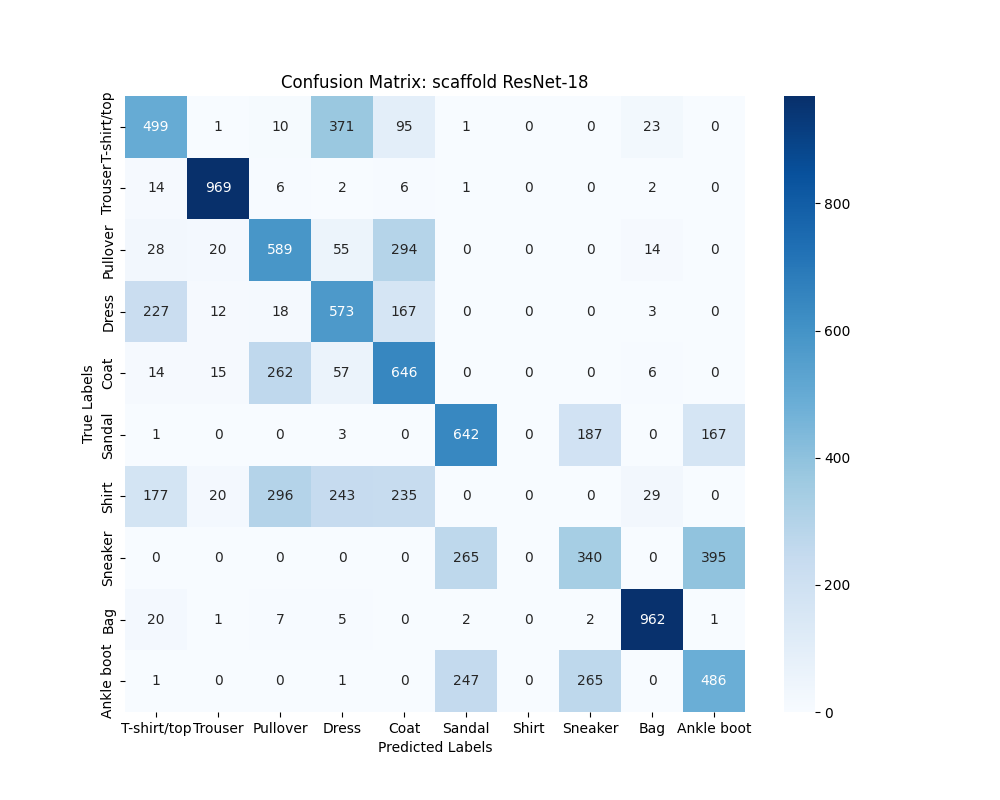 Confusion Matrix: scaffold ResNet-18
True Labels
T-shirt/top 499 1 10 371 95 1 0 0 23 0
Trouser 14 969 6 2 6 1 0 0 2 0
Pullover 28 20 589 55 294 0 0 0 14 0
Dress 227 12 18 573 167 0 0 0 3 0
Coat 14 15 262 57 646 0 0 0 6 0
Sandal 1 0 0 3 0 642 0 187 0 167
Shirt 177 20 296 243 235 0 0 0 29 0
Sneaker 0 0 0 0 0 265 0 340 0 395
Bag 20 1 7 5 0 2 0 2 962 1
Ankle boot 1 0 0 1 0 247 0 265 0 486
T-shirt/top Trouser Pullover Dress Coat Sandal Shirt Sneaker Bag Ankle boot
Predicted Labels
800
600
400
200
0